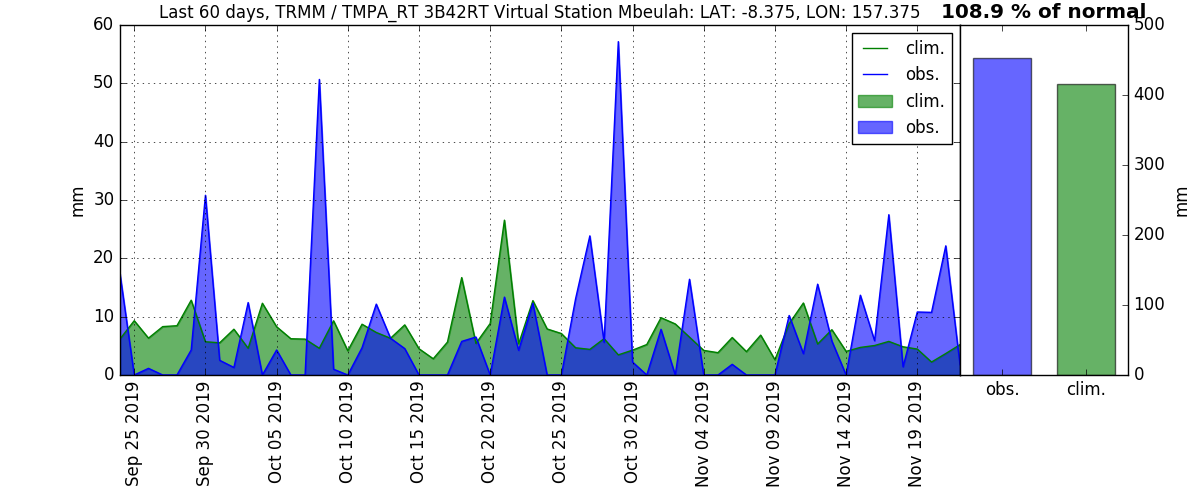 Last 60 days, TRMM / TMPA_RT 3B42RT Virtual Station Mbeulah: LAT: -8.375, LON: 157.375
108.9 % of normal
60
50
40
30
20
10
0
mm
clim.
obs.
clim.
obs.
500
400
300
200
100
0
mm
obs.
clim.
Sep 25 2019
Sep 30 2019
Oct 05 2019
Oct 10 2019
Oct 15 2019
Oct 20 2019
Oct 25 2019
Oct 30 2019
Nov 04 2019
Nov 09 2019
Nov 14 2019
Nov 19 2019